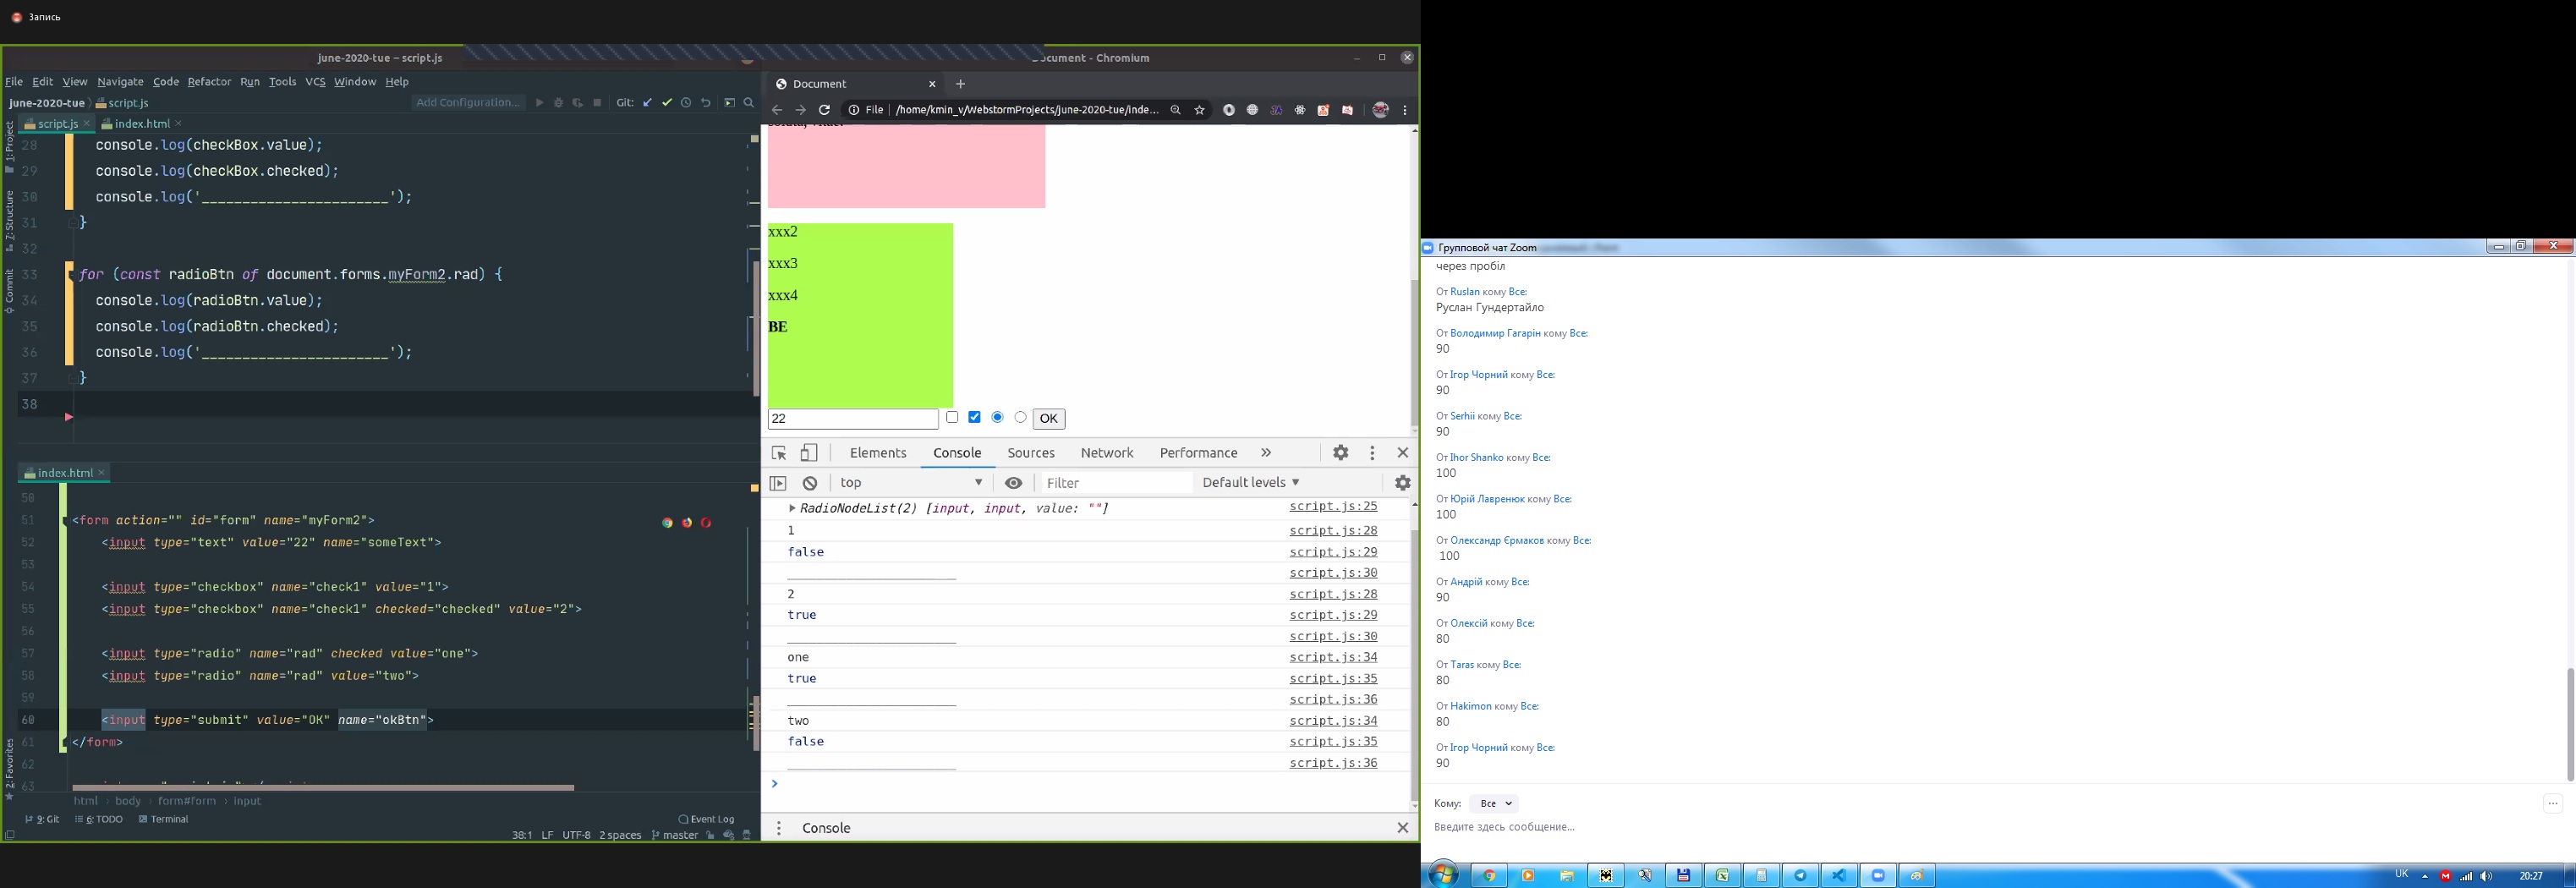 Запись
june-2020-tue – script.js
File Edit View Navigate Code Refactor Run Tools VCS Window Help
june-2020-tue script.js
Add Configuration...
Git:
script.js
index.html
1: Project
7: Structure
Commit
2: Favorites
28 console.log(checkBox.value);
29 console.log(checkBox.checked);
30 console.log('_______________________');
31 }
32
33 for (const radioBtn of document.forms.myForm2.rad) {
34 console.log(radioBtn.value);
35 console.log(radioBtn.checked);
36 console.log('_______________________');
37 }
38
index.html
50
51 <form action="" id="form" name="myForm2">
52 <input type="text" value="22" name="someText">
53
54 <input type="checkbox" name="check1" value="1">
55 <input type="checkbox" name="check1" checked="checked" value="2">
56
57 <input type="radio" name="rad" checked value="one">
58 <input type="radio" name="rad" value="two">
59
60 <input type="submit" value="OK" name="okBtn">
61 </form>
62
63
html › body › form#form › input
9: Git 6: TODO Terminal Event Log
38:1 LF UTF-8 2 spaces master
Document - Chromium
Document
File /home/kmin_v/WebstormProjects/june-2020-tue/inde...
xxx2
xxx3
xxx4
BE
22 OK
Elements Console Sources Network Performance »
top Filter Default levels
RadioNodeList(2) [input, input, value: ""] script.js:25
1 script.js:28
false script.js:29
_______________________ script.js:30
2 script.js:28
true script.js:29
_______________________ script.js:30
one script.js:34
true script.js:35
_______________________ script.js:36
two script.js:34
false script.js:35
_______________________ script.js:36
Console
Групповой чат Zoom
через пробіл
От Ruslan кому Все:
Руслан Гундертайло
От Володимир Гагарін кому Все:
90
От Ігор Чорний кому Все:
90
От Serhii кому Все:
90
От Ihor Shanko кому Все:
100
От Юрій Лавренюк кому Все:
100
От Олександр Єрмаков кому Все:
100
От Андрій кому Все:
90
От Олексій кому Все:
80
От Taras кому Все:
80
От Hakimon кому Все:
80
От Ігор Чорний кому Все:
90
Кому: Все
Введите здесь сообщение...
UK 20:27